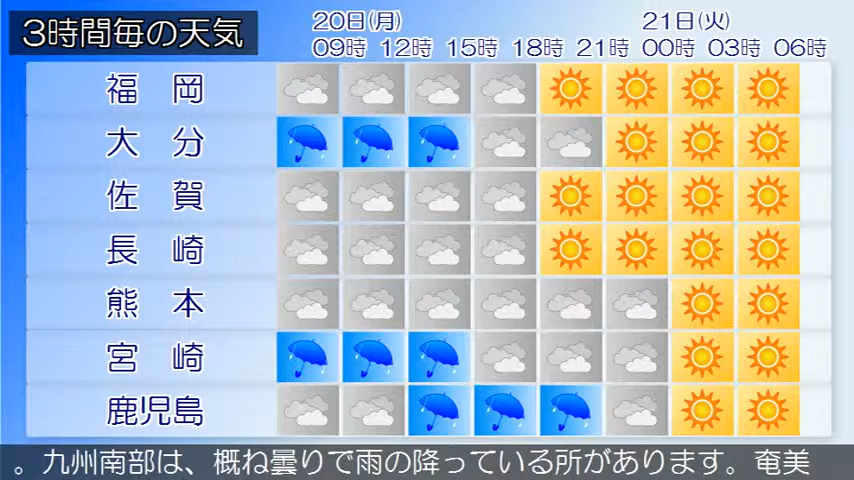 3時間毎の天気
20日(月) 21日(火)
09時 12時 15時 18時 21時 00時 03時 06時
福 岡
大 分
佐 賀
長 崎
熊 本
宮 崎
鹿児島
。九州南部は、概ね曇りで雨の降っている所があります。奄美